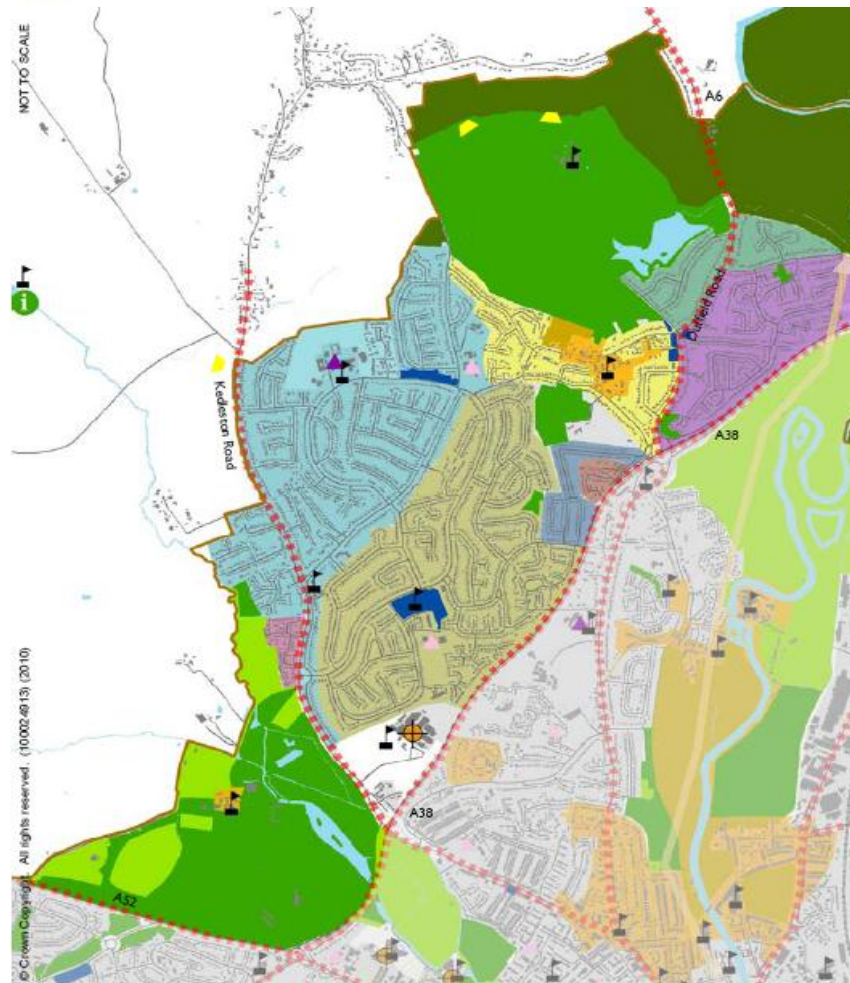 NOT TO SCALE
A6
Duffield Road
Kedleston Road
A38
A38
A52
© Crown Copyright. All rights reserved. (100024913) (2010)